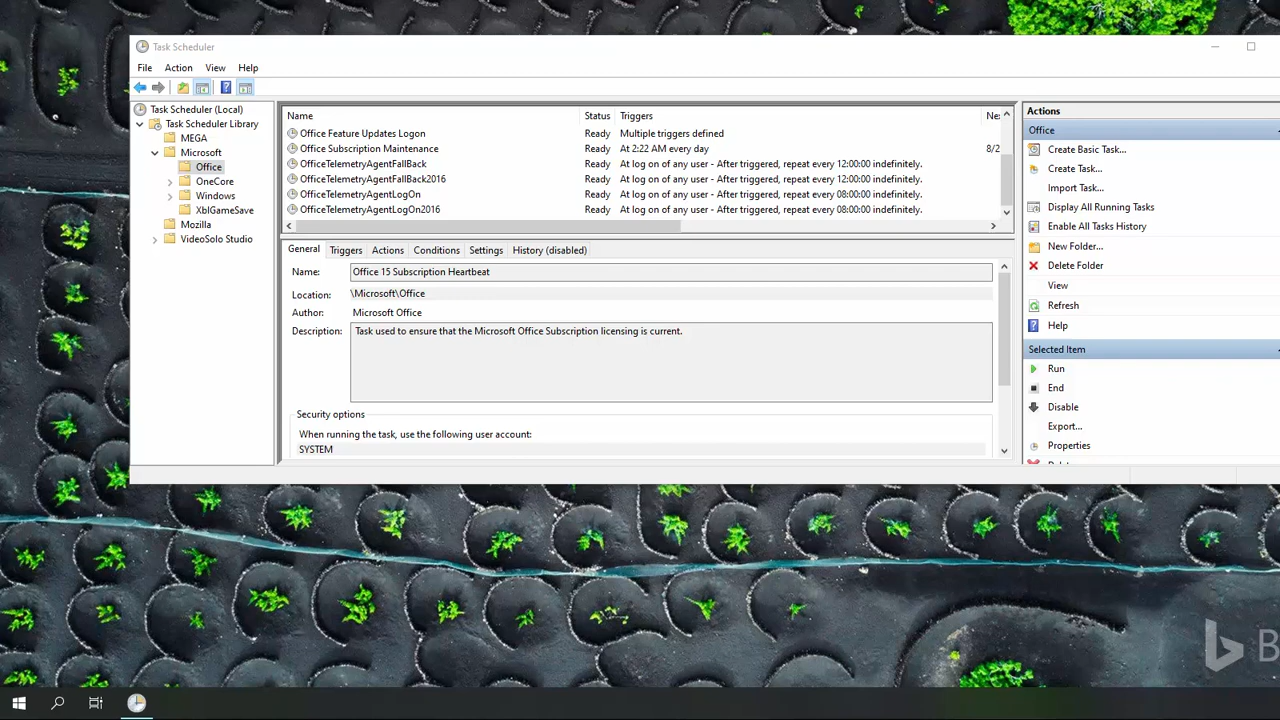 Task Scheduler
File Action View Help
Task Scheduler (Local)
Task Scheduler Library
MEGA
Microsoft
Office
OneCore
Windows
XblGameSave
Mozilla
VideoSolo Studio
Name Status Triggers Ne
Office Feature Updates Logon Ready Multiple triggers defined
Office Subscription Maintenance Ready At 2:22 AM every day 8/2
OfficeTelemetryAgentFallBack Ready At log on of any user - After triggered, repeat every 12:00:00 indefinitely.
OfficeTelemetryAgentFallBack2016 Ready At log on of any user - After triggered, repeat every 12:00:00 indefinitely.
OfficeTelemetryAgentLogOn Ready At log on of any user - After triggered, repeat every 08:00:00 indefinitely.
OfficeTelemetryAgentLogOn2016 Ready At log on of any user - After triggered, repeat every 08:00:00 indefinitely.
General Triggers Actions Conditions Settings History (disabled)
Name: Office 15 Subscription Heartbeat
Location: \Microsoft\Office
Author: Microsoft Office
Description: Task used to ensure that the Microsoft Office Subscription licensing is current.
Security options
When running the task, use the following user account:
SYSTEM
Actions
Office
Create Basic Task...
Create Task...
Import Task...
Display All Running Tasks
Enable All Tasks History
New Folder...
Delete Folder
View
Refresh
Help
Selected Item
Run
End
Disable
Export...
Properties
B